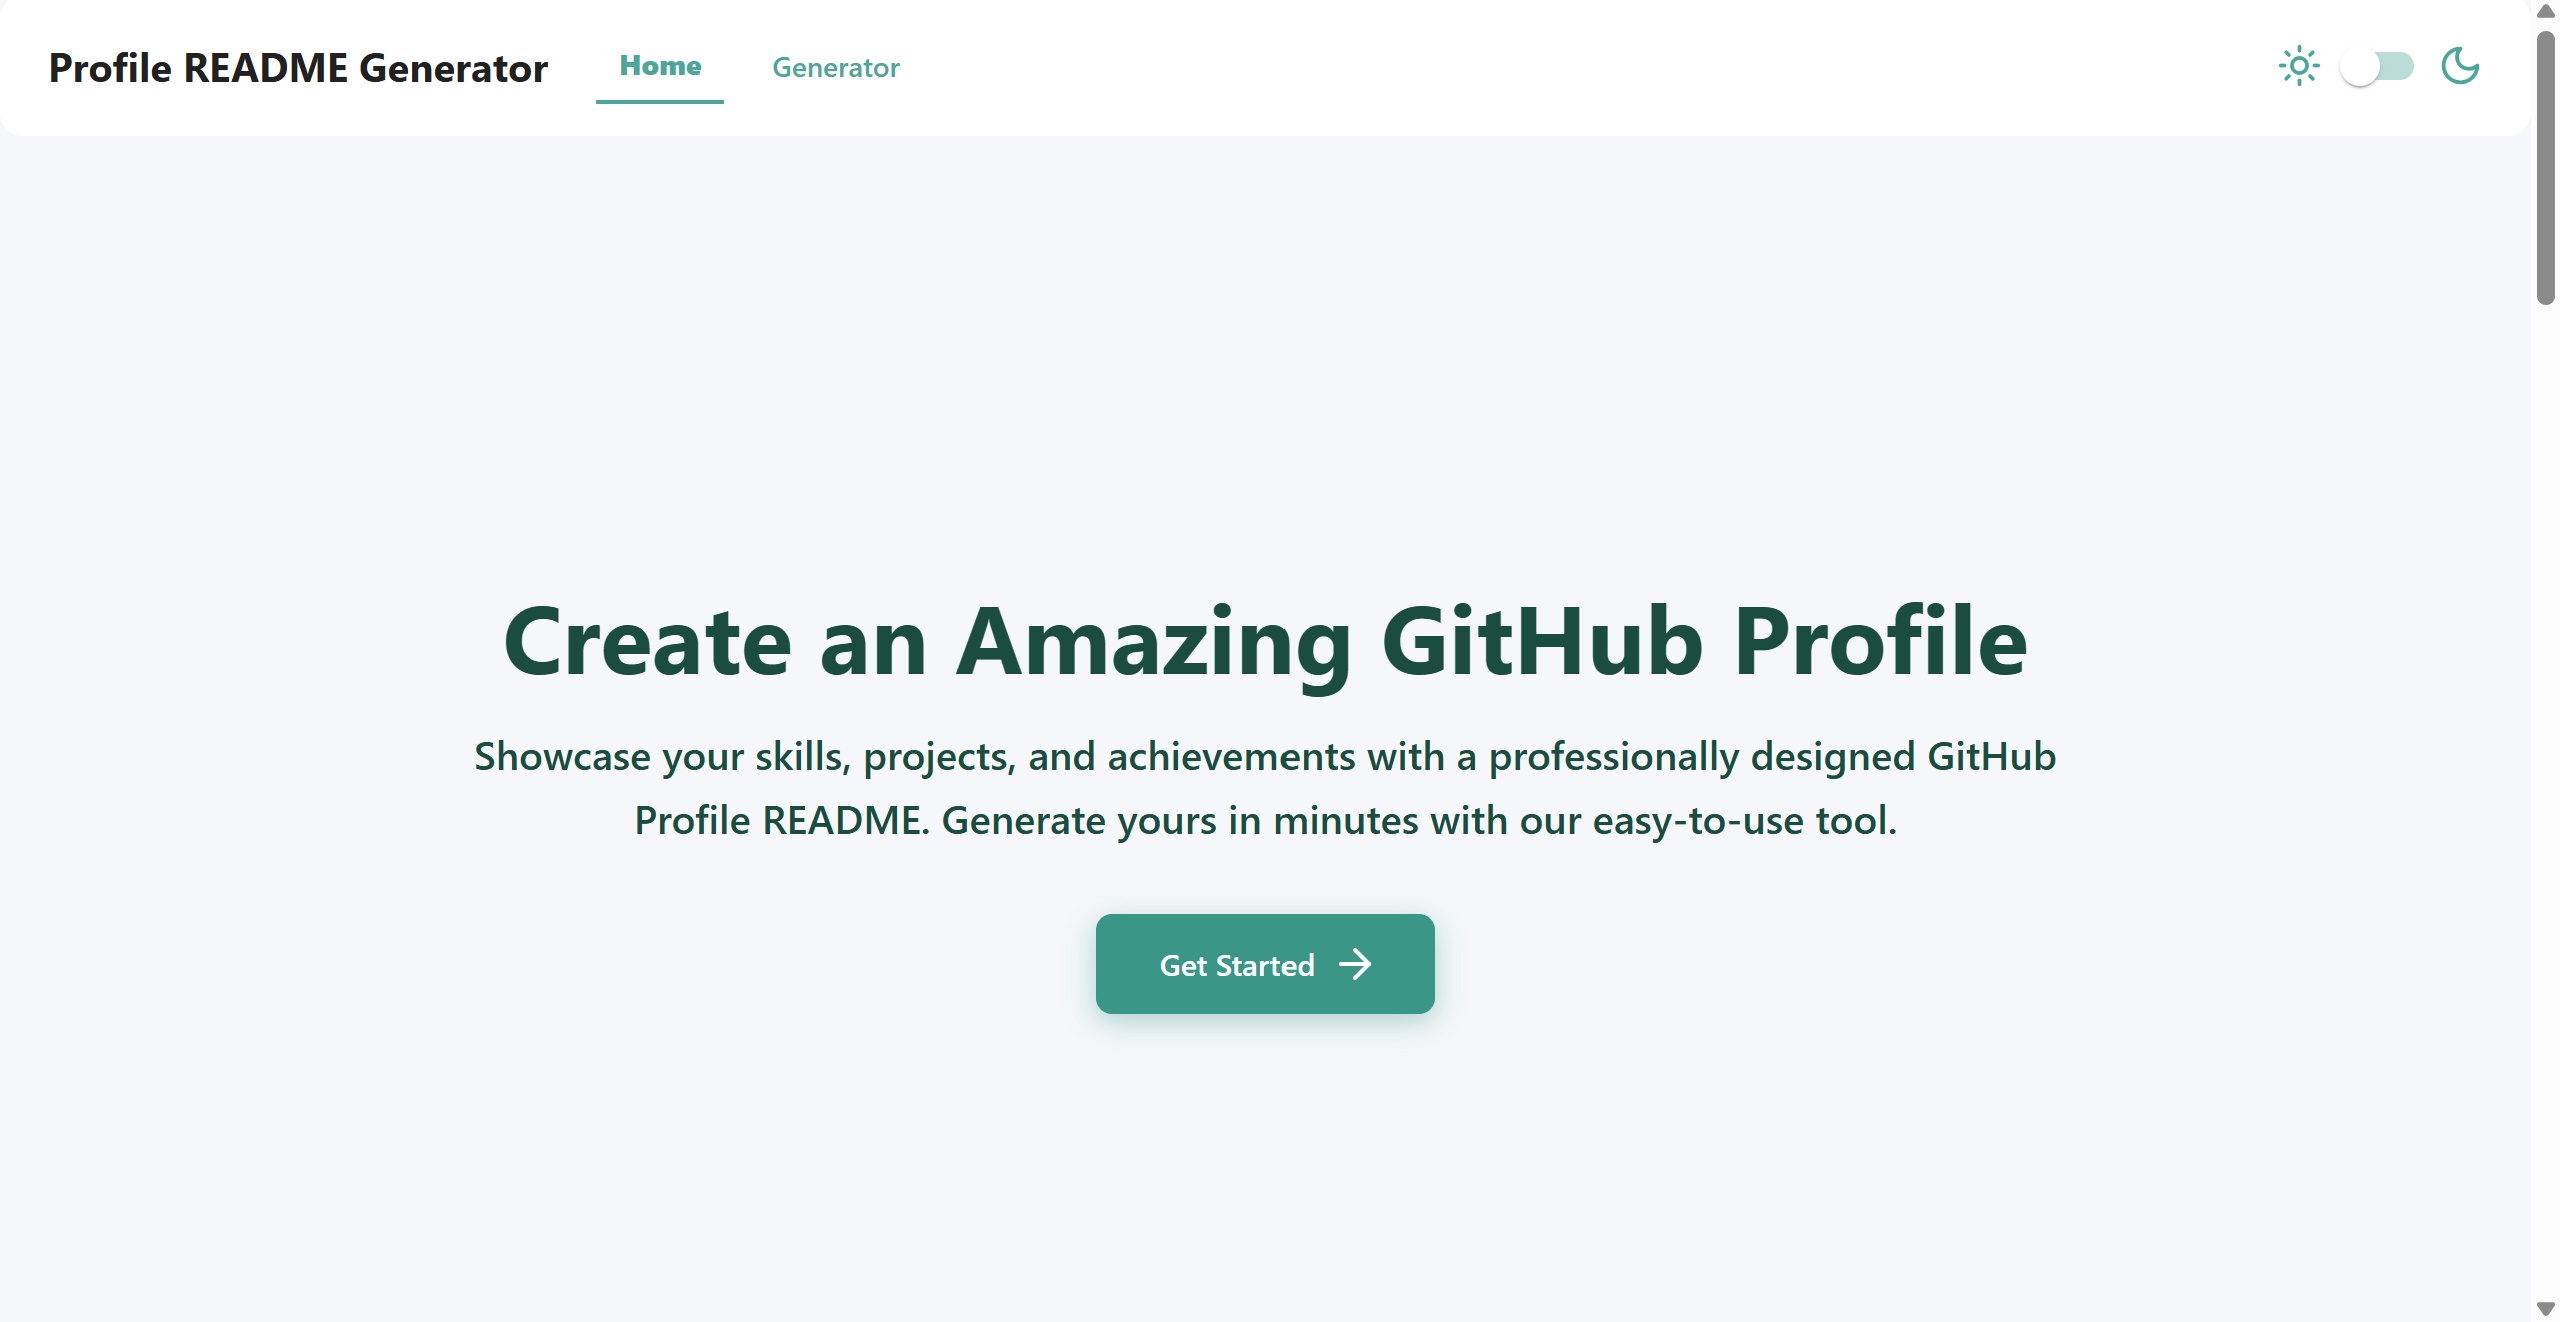 Profile README Generator
Home
Generator
Create an Amazing GitHub Profile
Showcase your skills, projects, and achievements with a professionally designed GitHub
Profile README. Generate yours in minutes with our easy-to-use tool.
Get Started